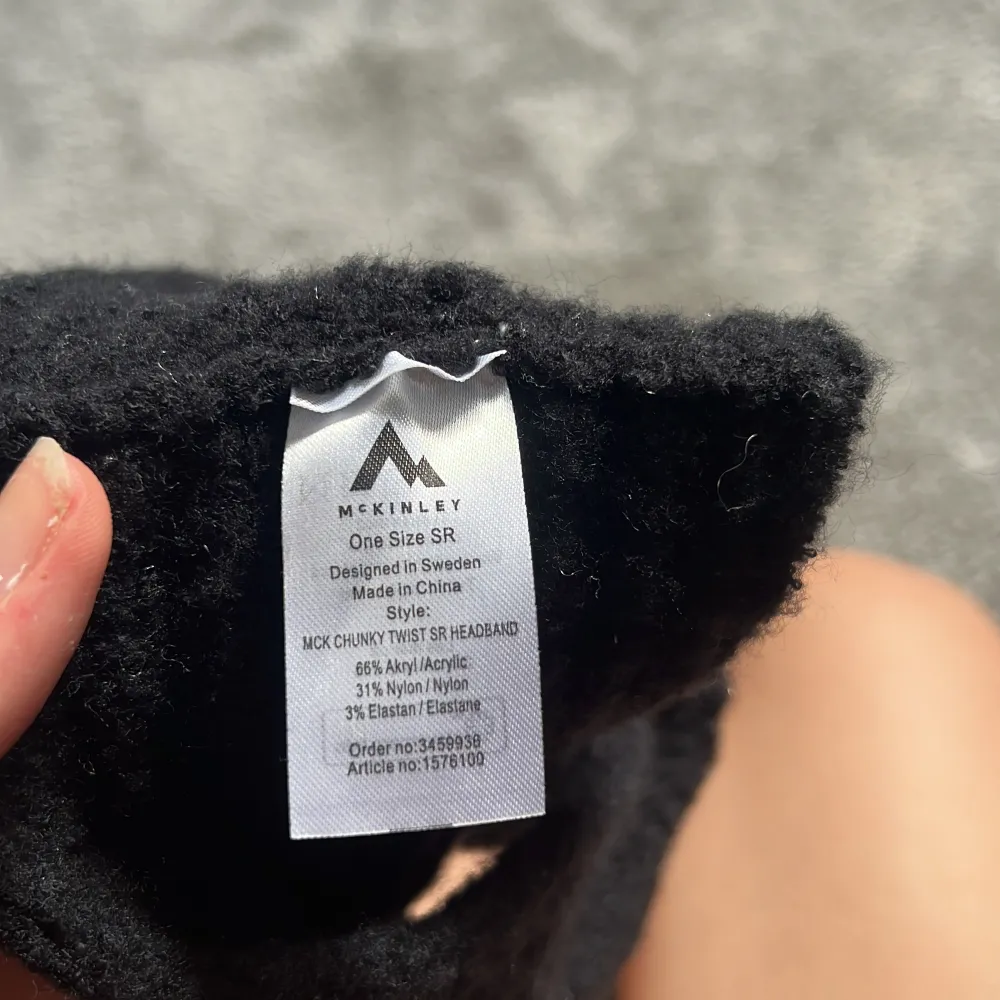 McKINLEY
One Size SR
Designed in Sweden
Made in China
Style:
MCK CHUNKY TWIST SR HEADBAND
66% Akryl /Acrylic
31% Nylon / Nylon
3% Elastan / Elastane
Order no:3459936
Article no:1576100